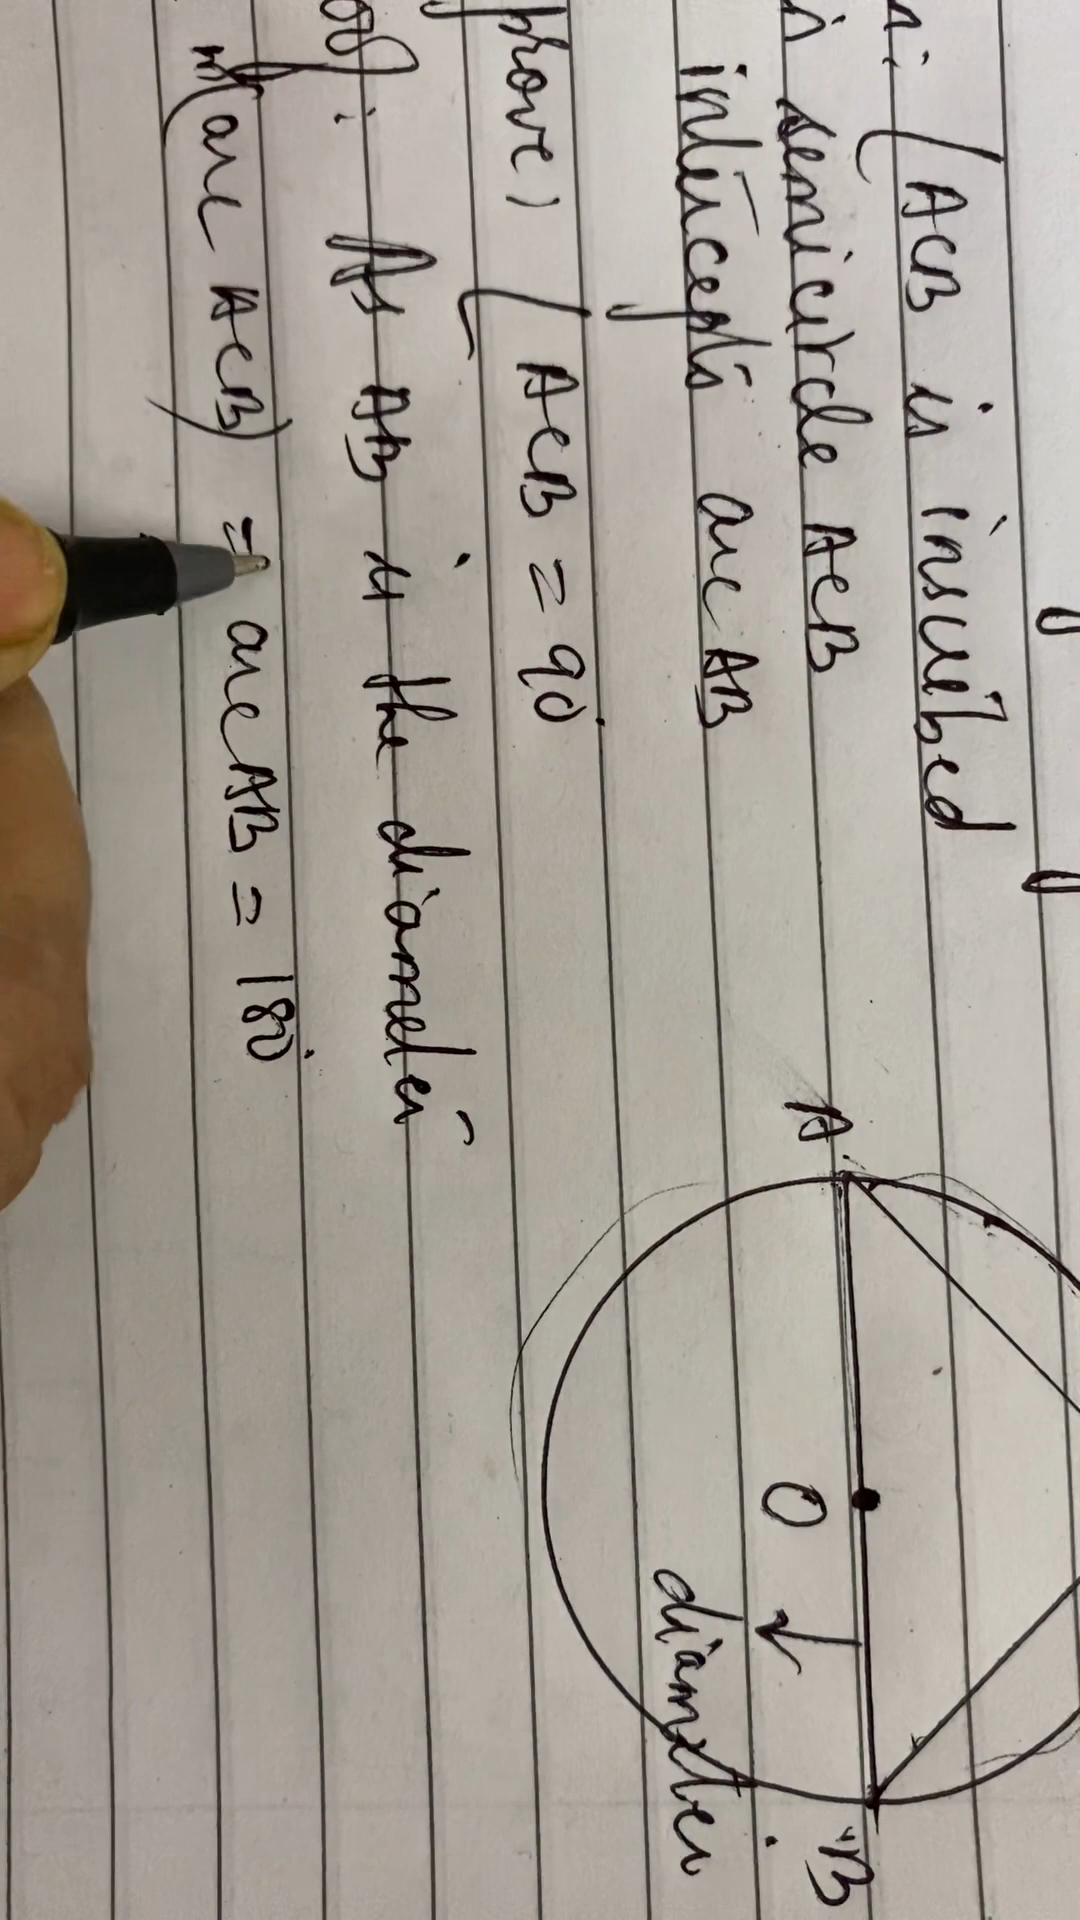 n: ∠ACB is inscribed
in semicircle ACB
intercepts arc AB
prove) ∠ACB = 90°
oof: As AB is the diameter
m(arc ACB) = arc AB = 180°
A
O
B
diameter